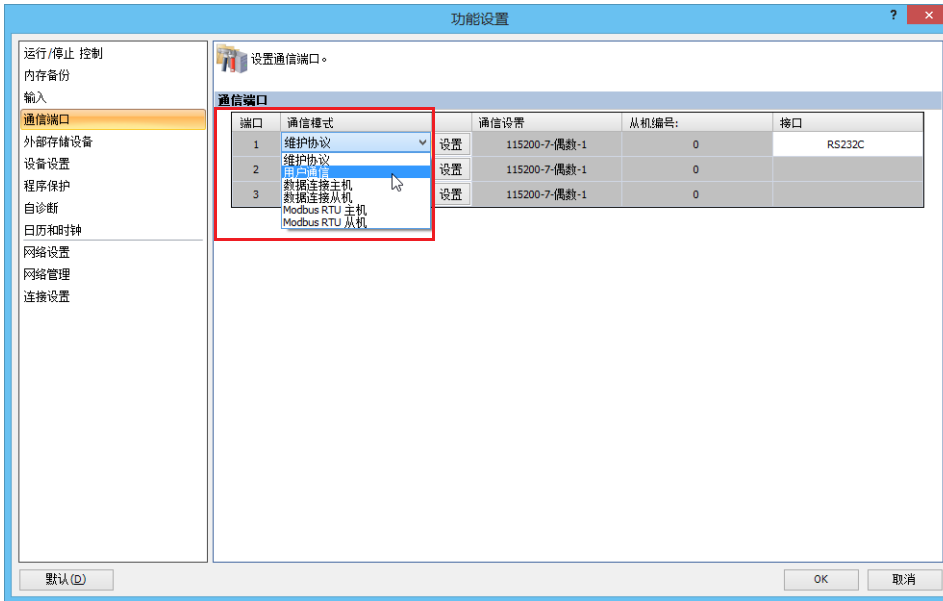 功能设置
?
×
运行/停止 控制
内存备份
输入
通信端口
外部存储设备
设备设置
程序保护
自诊断
日历和时钟
网络设置
网络管理
连接设置
设置通信端口。
通信端口
端口 通信模式 通信设置 从机编号: 接口
1 维护协议 设置 115200-7-偶数-1 0 RS232C
2 设置 115200-7-偶数-1 0
3 设置 115200-7-偶数-1 0
维护协议
用户通信
数据连接主机
数据连接从机
Modbus RTU 主机
Modbus RTU 从机
默认(D)
OK
取消